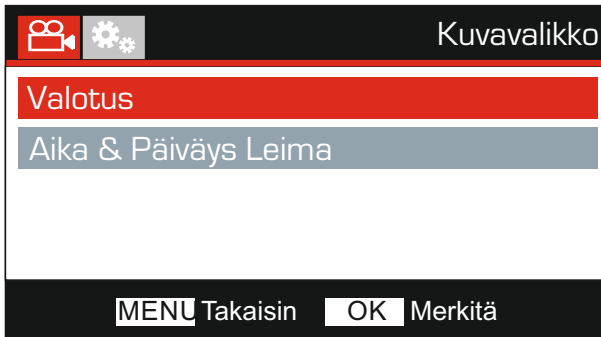 Kuvavalikko
Valotus
Aika & Päiväys Leima
MENU Takaisin OK Merkitä